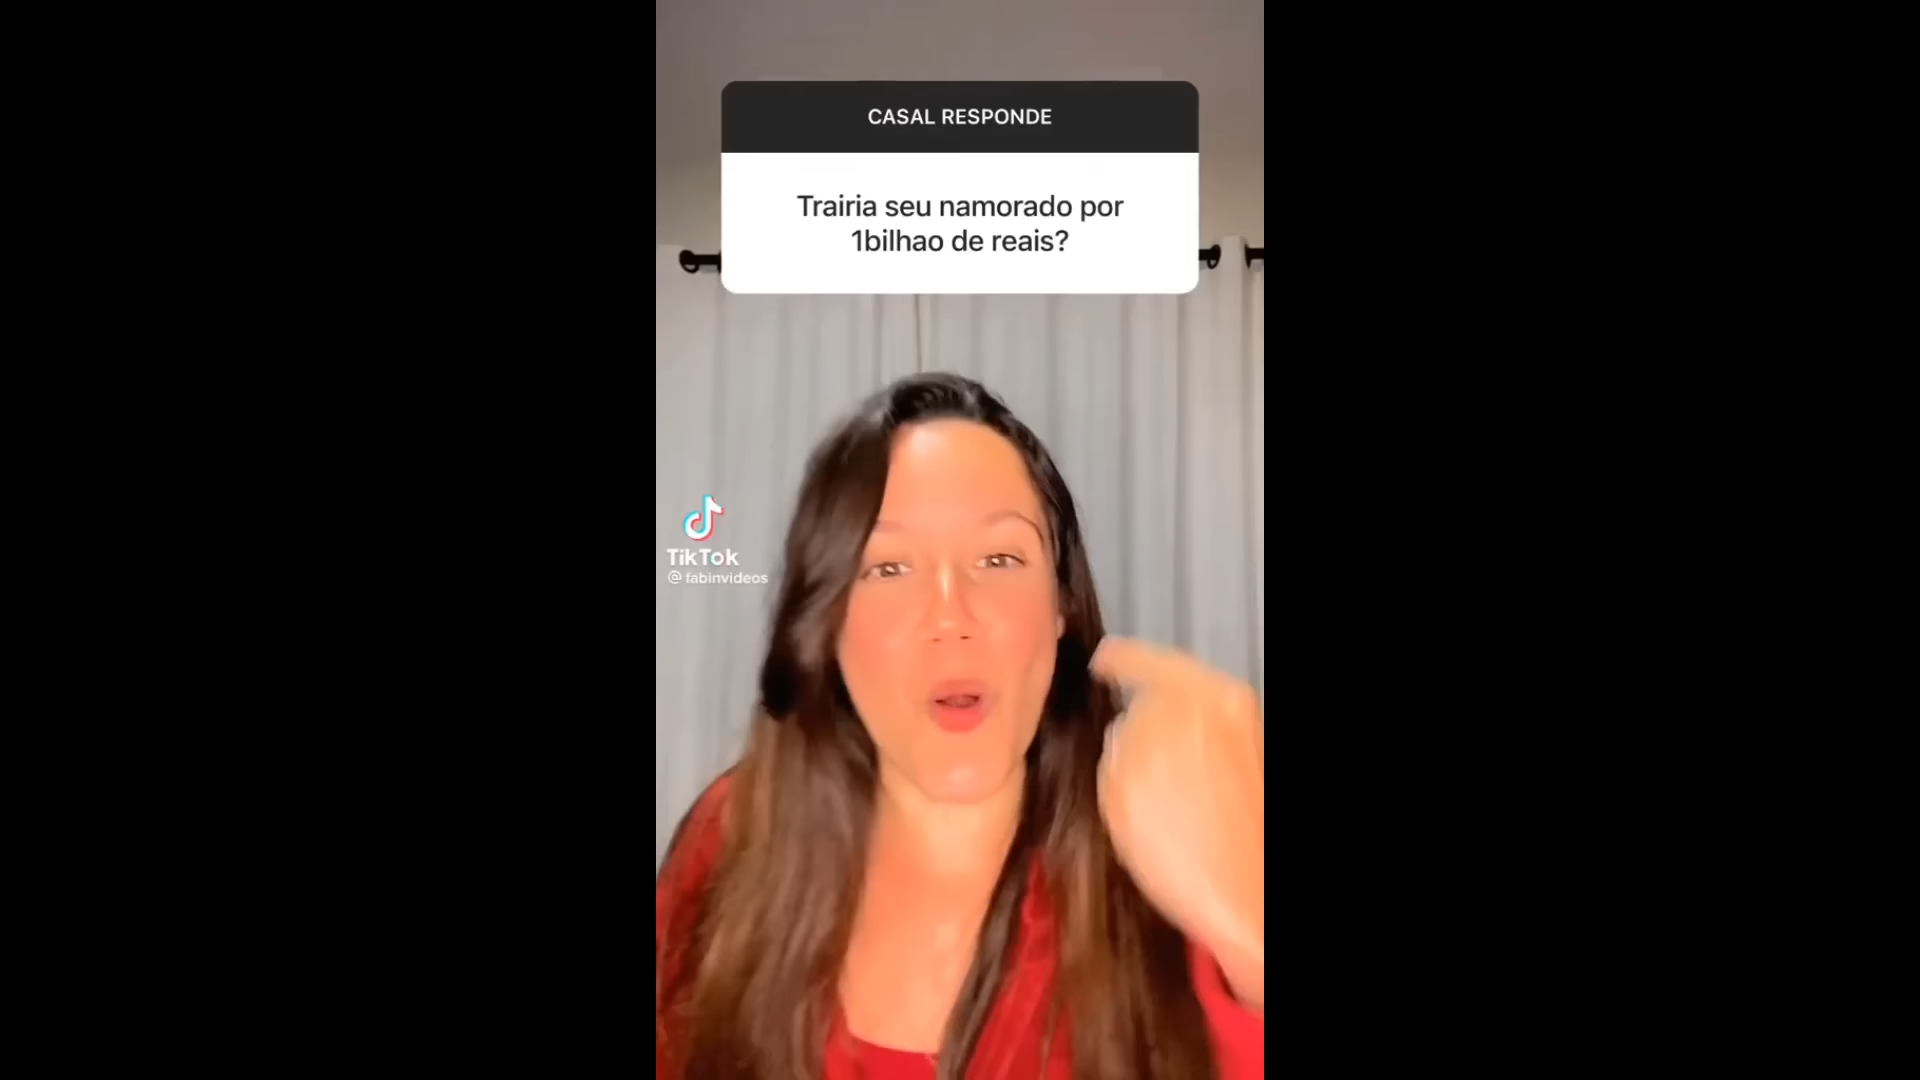 CASAL RESPONDE
Trairia seu namorado por
1bilhao de reais?
TikTok
@ fabinvideos